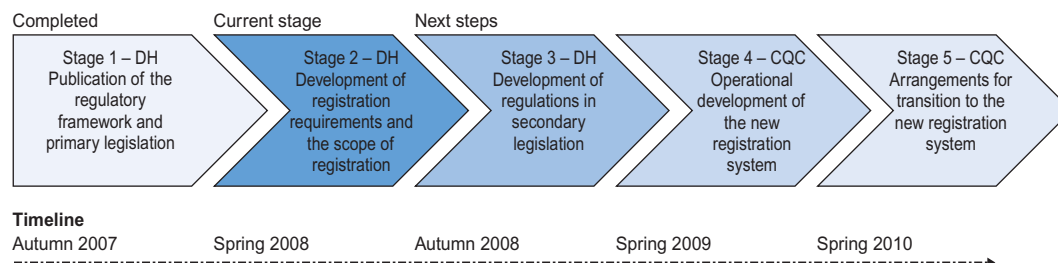 Completed
Current stage
Next steps
Stage 1 – DH
Publication of the
regulatory
framework and
primary legislation
Stage 2 – DH
Development of
registration
requirements and
the scope of
registration
Stage 3 – DH
Development of
regulations in
secondary
legislation
Stage 4 – CQC
Operational
development of
the new
registration
system
Stage 5 – CQC
Arrangements for
transition to the
new registration
system
Timeline
Autumn 2007
Spring 2008
Autumn 2008
Spring 2009
Spring 2010